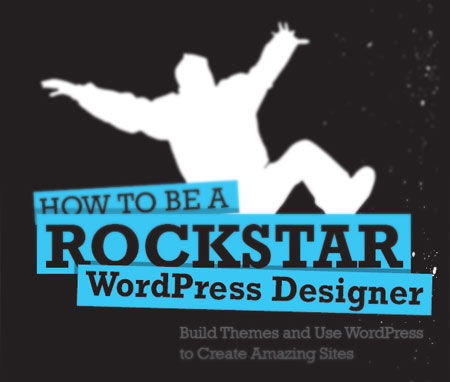 HOW TO BE A
ROCKSTAR
WordPress Designer
Build Themes and Use WordPress
to Create Amazing Sites